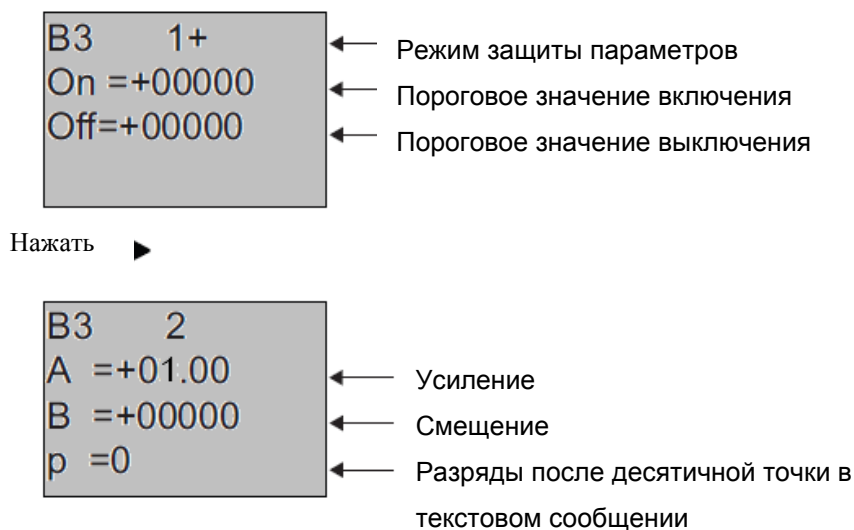 B3 1+
On =+00000
Off=+00000
Режим защиты параметров
Пороговое значение включения
Пороговое значение выключения
Нажать
B3 2
A =+01.00
B =+00000
p =0
Усиление
Смещение
Разряды после десятичной точки в
текстовом сообщении